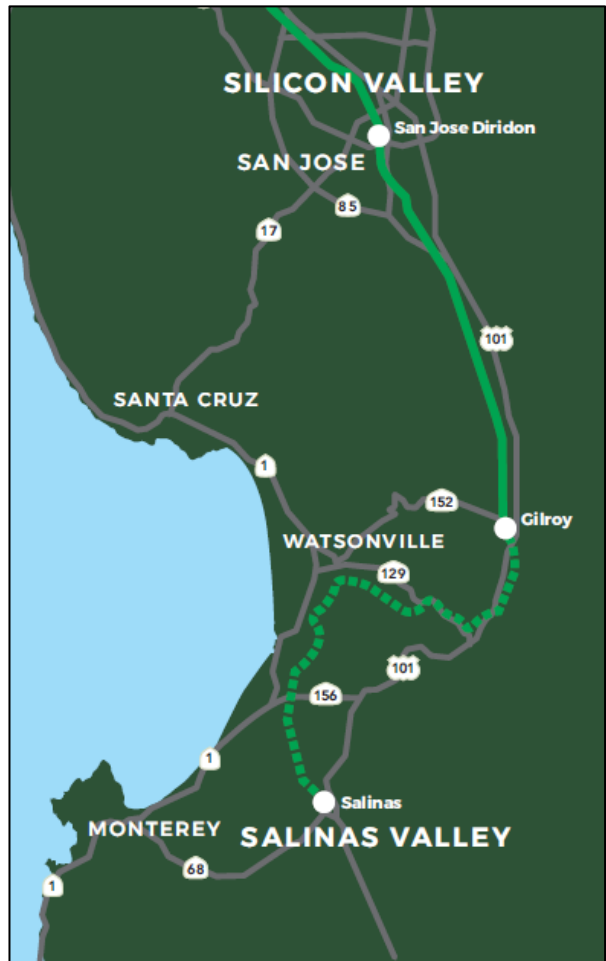 SILICON VALLEY
San Jose Diridon
SAN JOSE
85
17
101
SANTA CRUZ
1
152
Gilroy
WATSONVILLE
129
101
156
1
Salinas
MONTEREY
SALINAS VALLEY
68
1